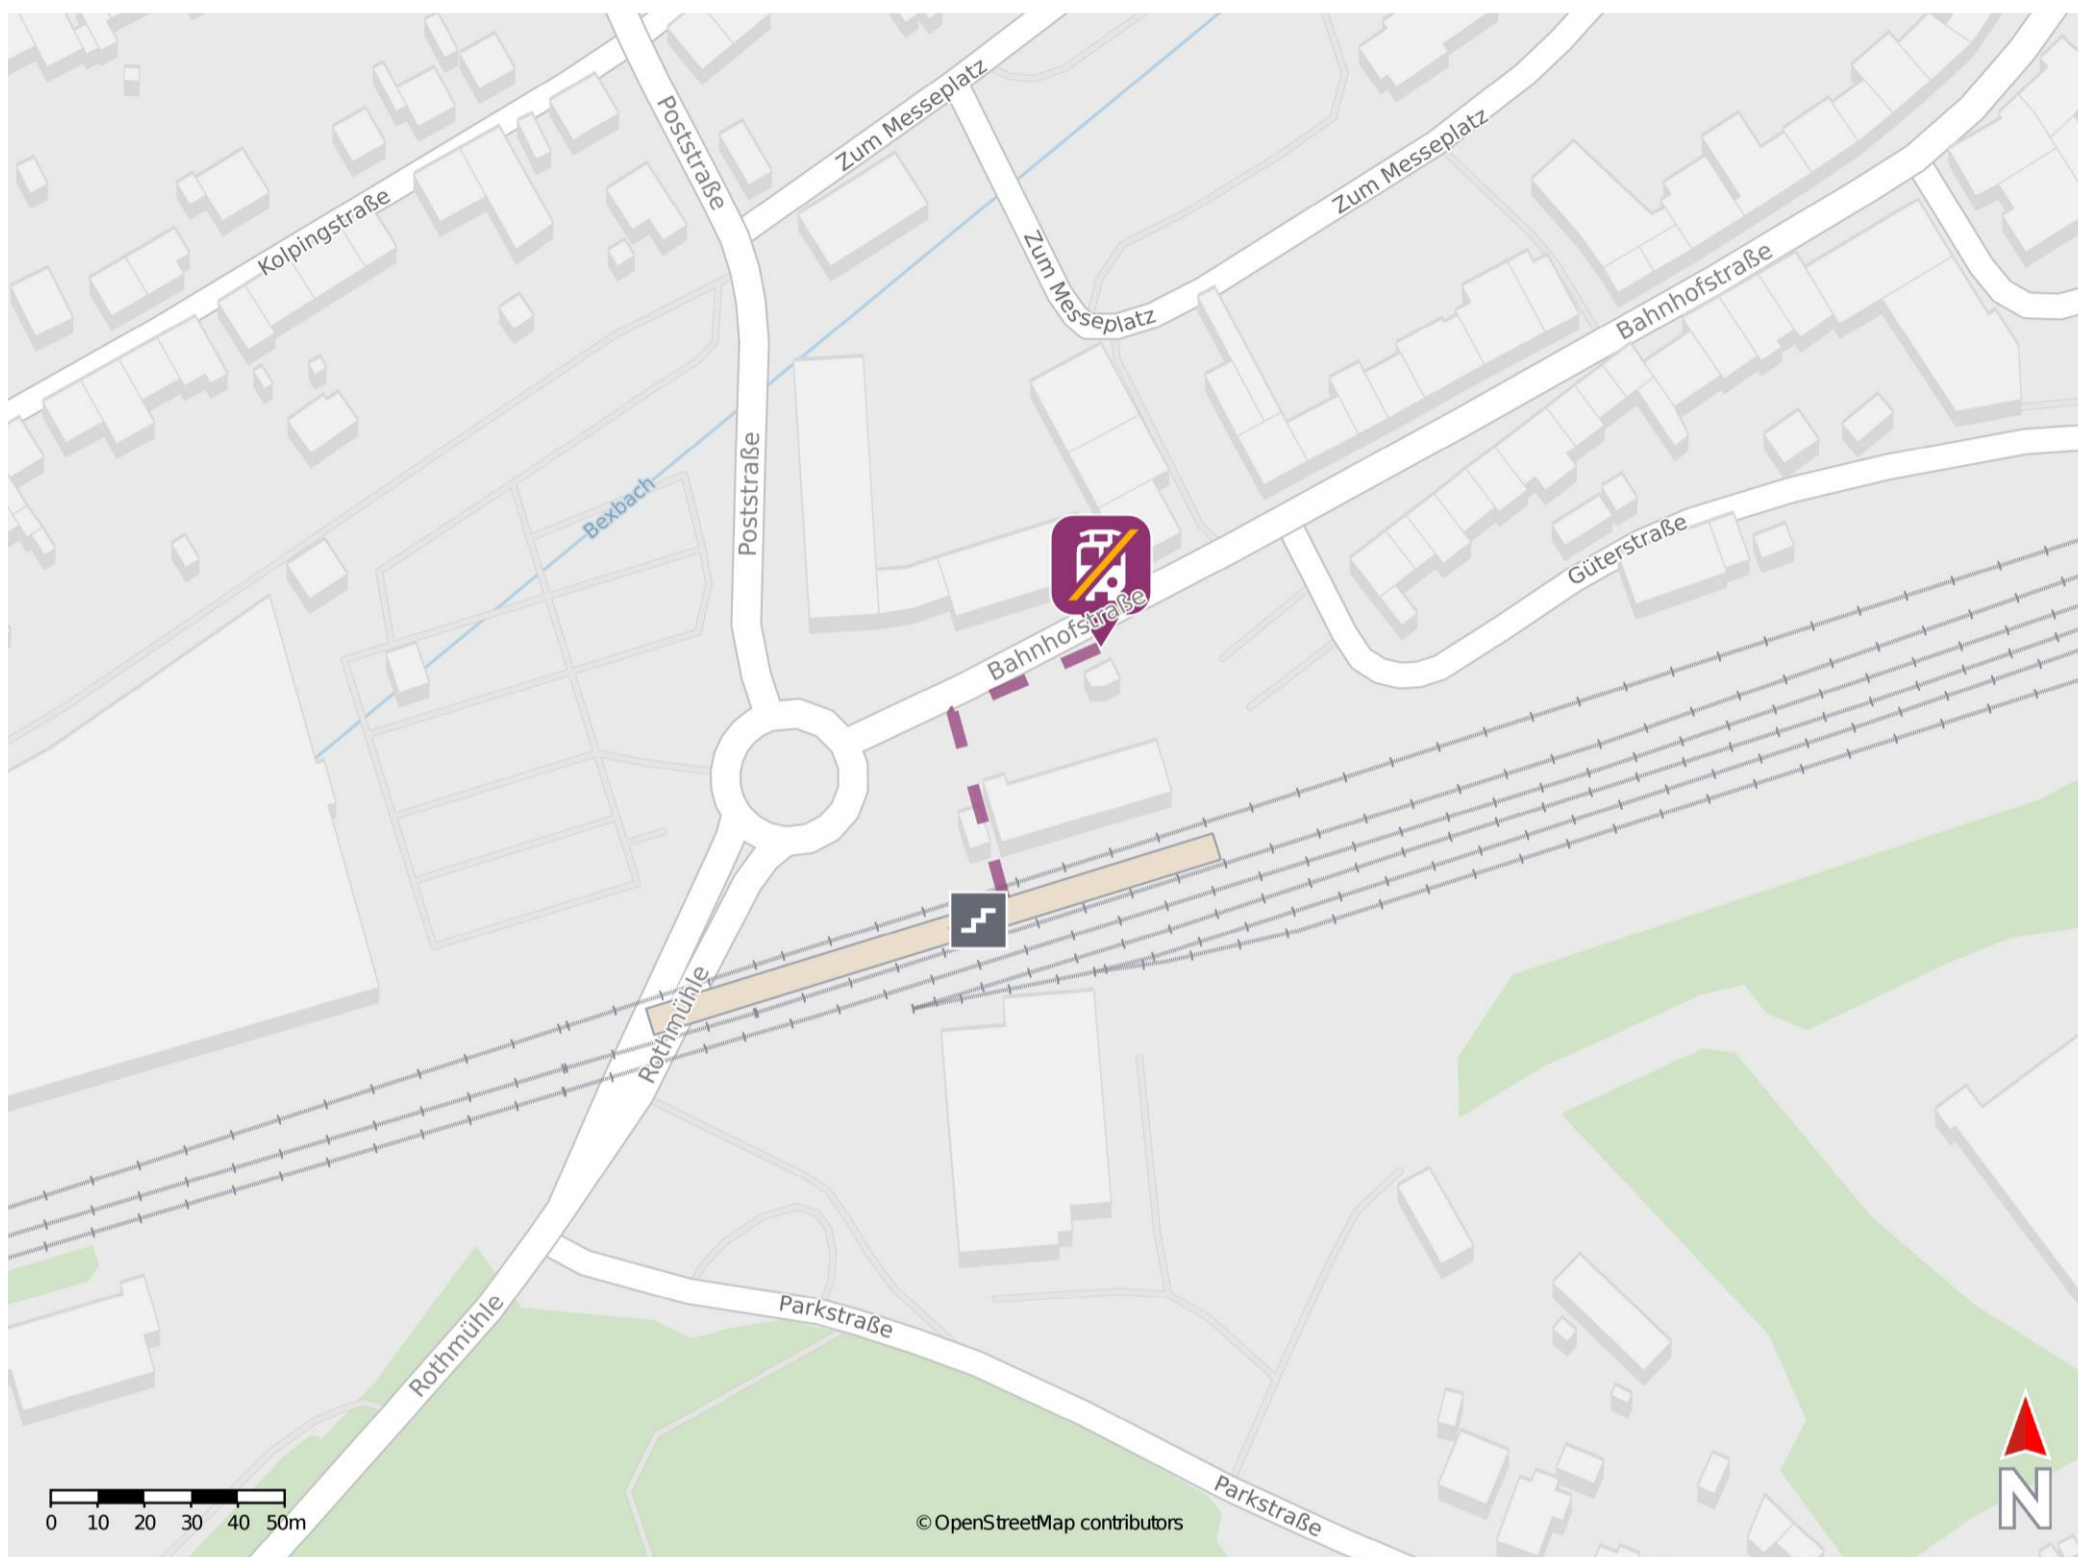 Zum Messeplatz
Poststraße
Zum Messeplatz
Kolpingstraße
Zum Messeplatz
Bahnhofstraße
Poststraße
Bexbach
Güterstraße
Bahnhofstraße
Rothmühle
Parkstraße
Rothmühle
Parkstraße
0 10 20 30 40 50m
© OpenStreetMap contributors
N